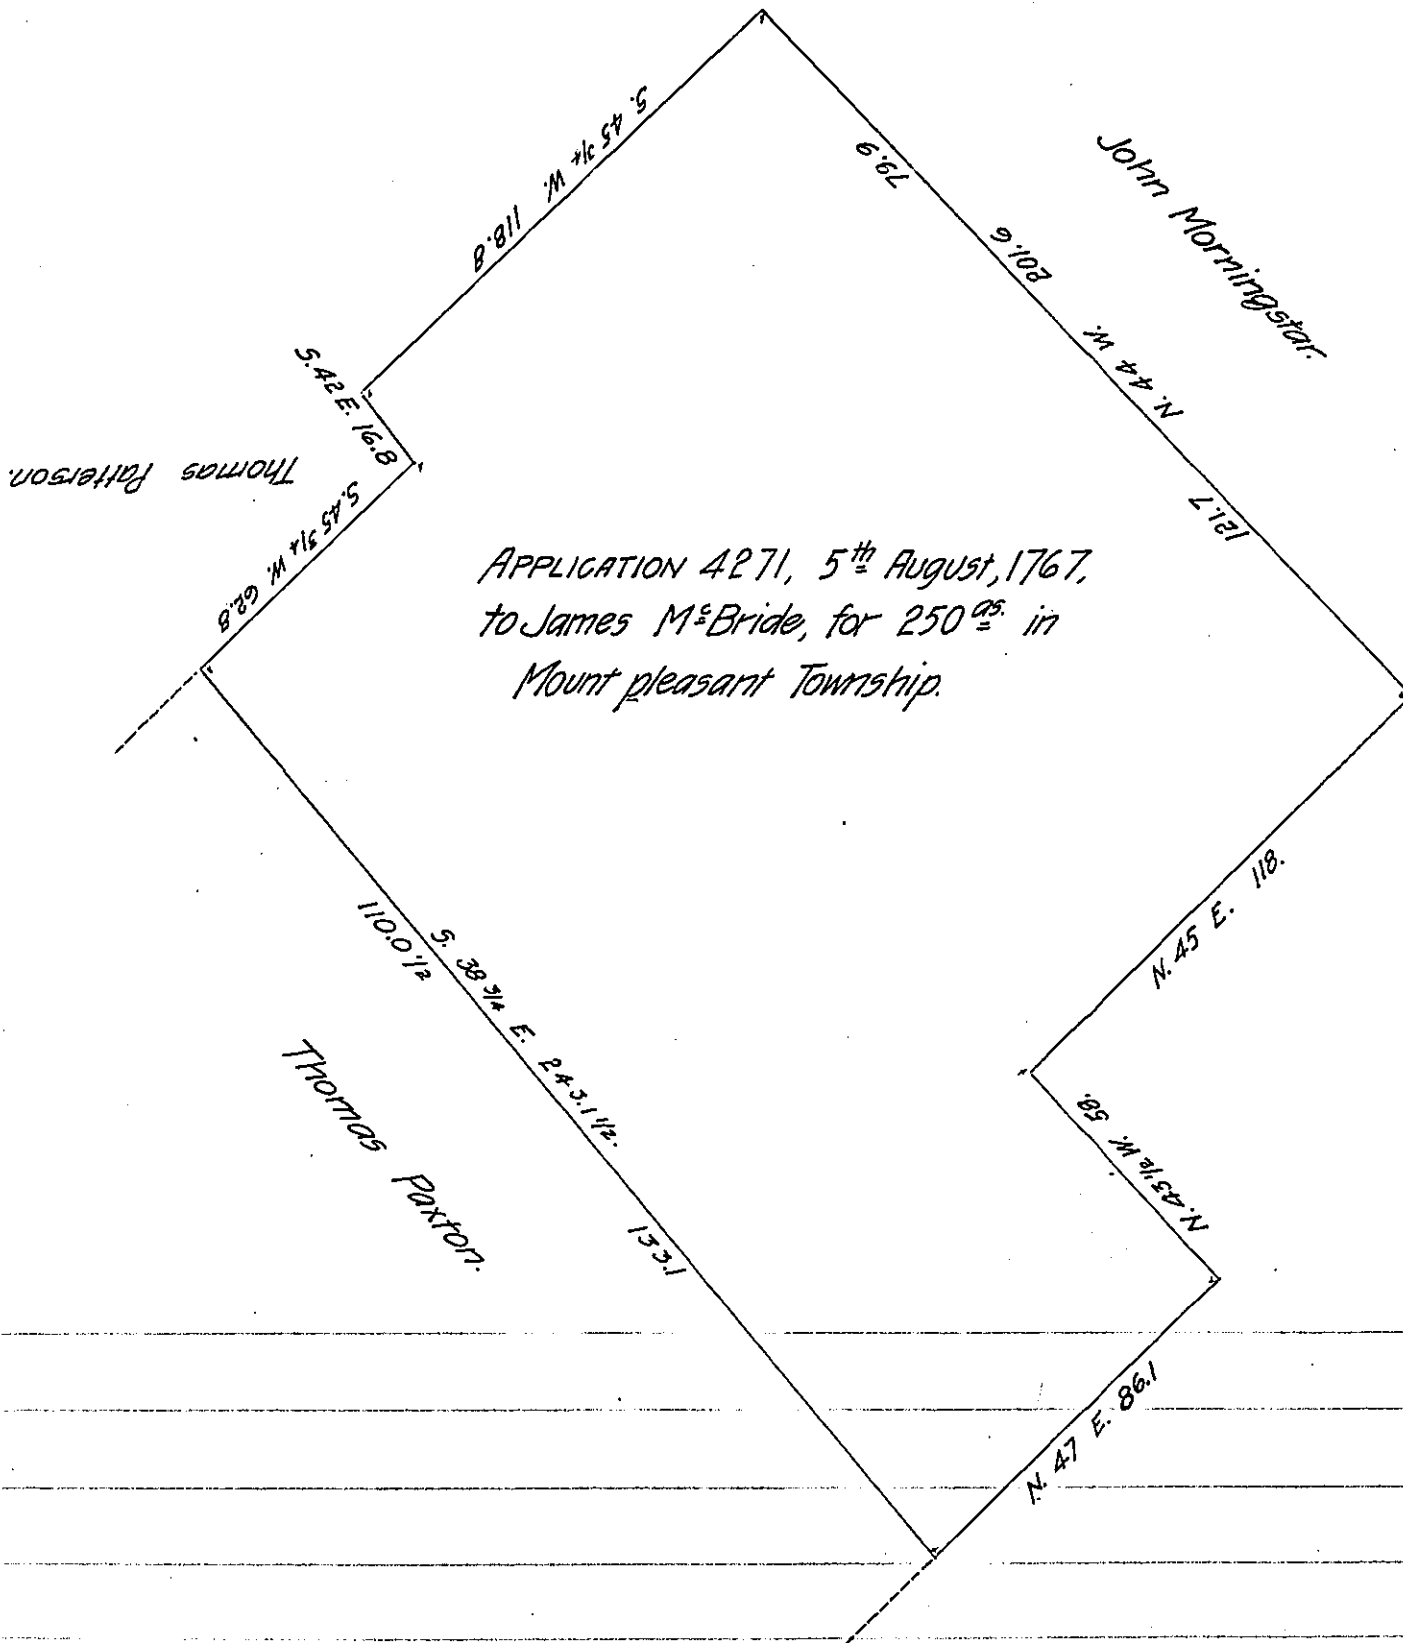 S. 45 3/4 W. 118.8
79.9
201.6
N. 44 W.
121.7
John Morningstar.
S. 42 E. 16.8
Thomas Patterson.
S. 45 3/4 W. 62.8
APPLICATION 4271, 5th August, 1767,
to James McBride, for 250 as. in
Mount pleasant Township.
N. 45 E. 118.
110.0 1/2
S. 38 3/4 E. 243.1 1/2.
N. 43 1/2 W. 58.
Thomas Paxton.
133.1
N. 47 E. 86.1